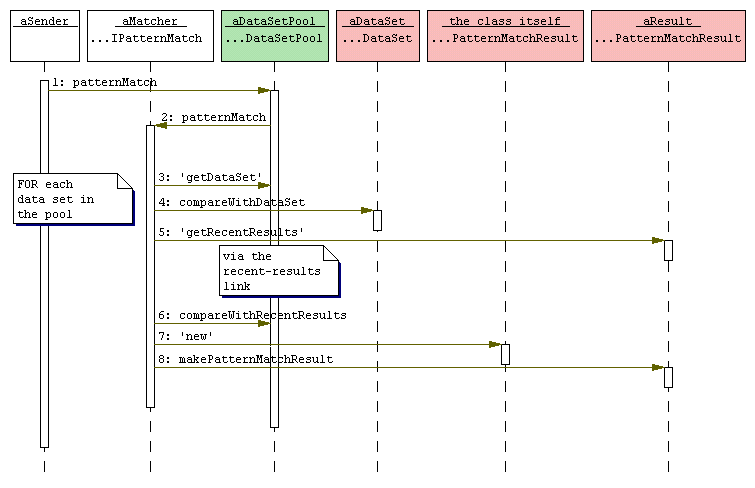 aSender
...IPatternMatch
aMatcher
aDataSetPool
...DataSetPool
aDataSet
...DataSet
the class itself
...PatternMatchResult
aResult
...PatternMatchResult
1: patternMatch
2: patternMatch
FOR each
data set in
the pool
3: 'getDataSet'
4: compareWithDataSet
5: 'getRecentResults'
via the
recent-results
link
6: compareWithRecentResults
7: 'new'
8: makePatternMatchResult